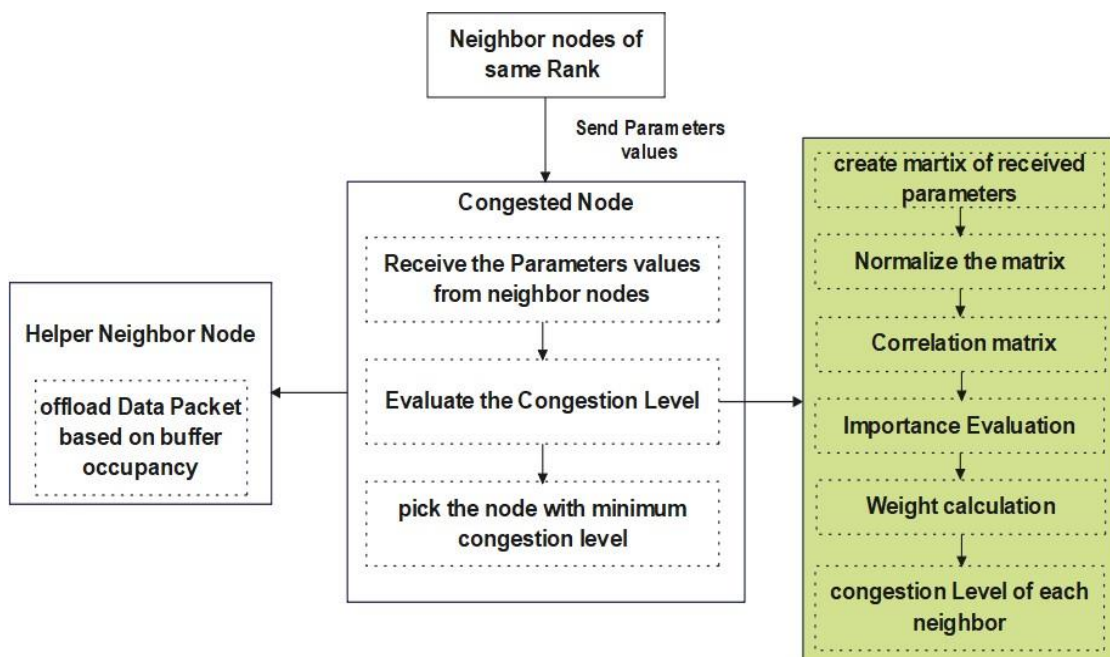 Neighbor nodes of
same Rank
Send Parameters
values
Congested Node
Receive the Parameters values
from neighbor nodes
Evaluate the Congestion Level
pick the node with minimum
congestion level
Helper Neighbor Node
offload Data Packet
based on buffer
occupancy
create martix of received
parameters
Normalize the matrix
Correlation matrix
Importance Evaluation
Weight calculation
congestion Level of each
neighbor